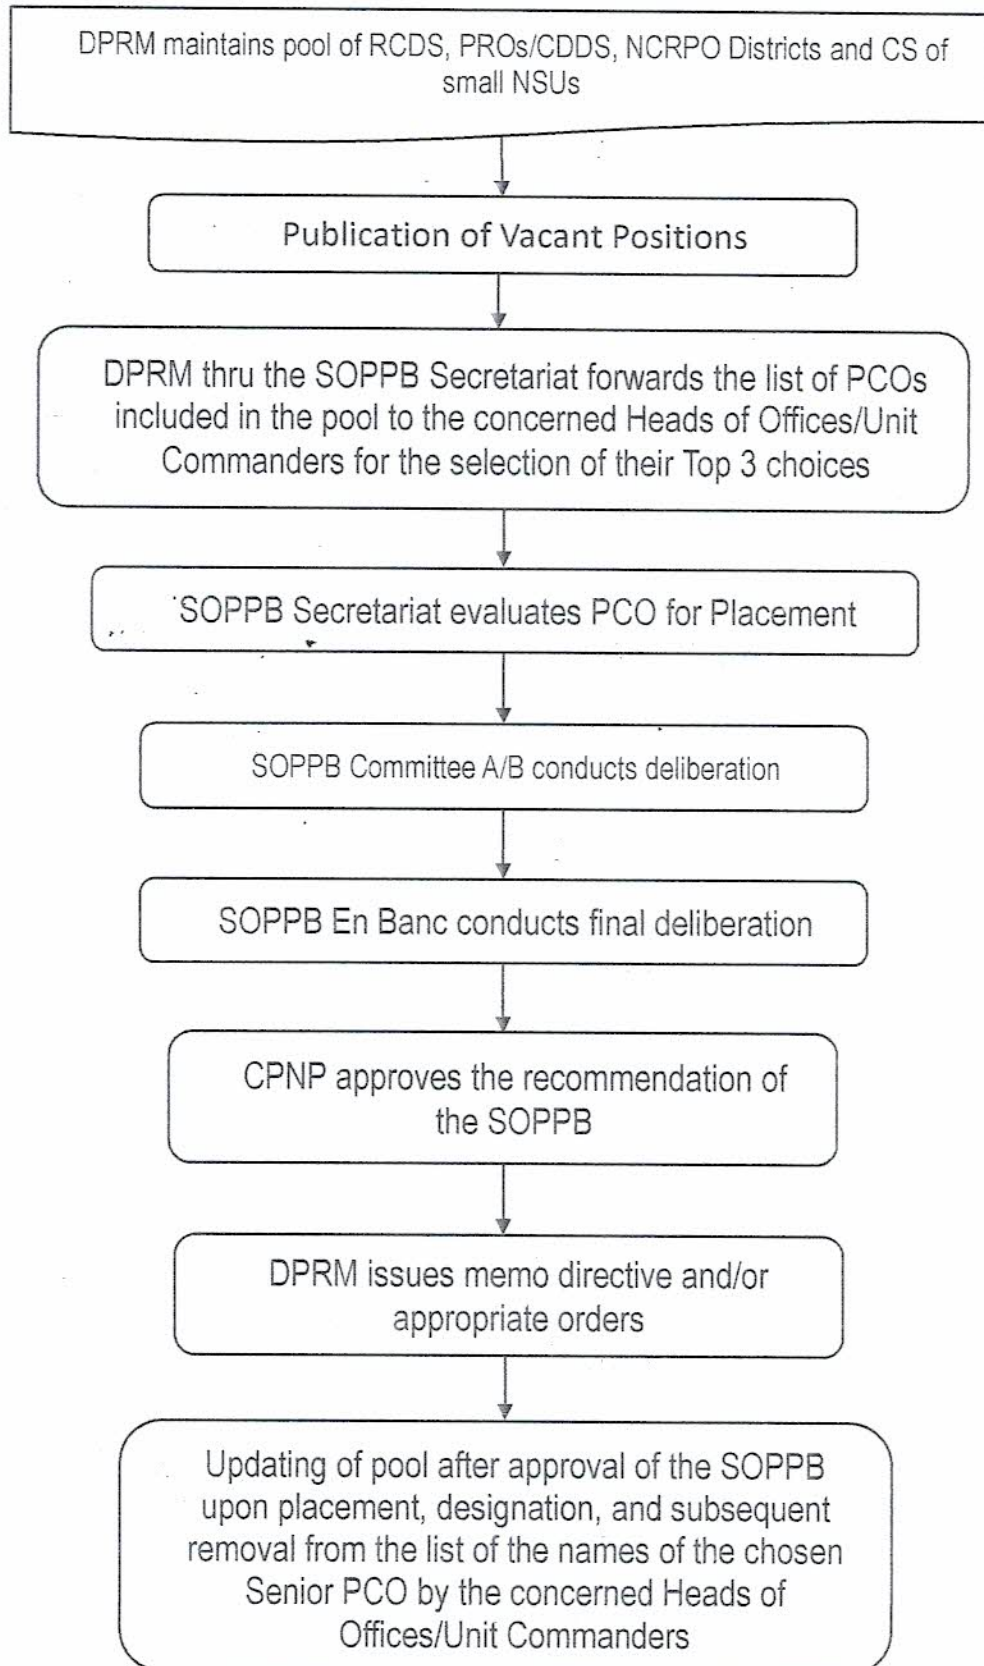 DPRM maintains pool of RCDS, PROs/CDDS, NCRPO Districts and CS of
small NSUs
Publication of Vacant Positions
DPRM thru the SOPPB Secretariat forwards the list of PCOs
included in the pool to the concerned Heads of Offices/Unit
Commanders for the selection of their Top 3 choices
SOPPB Secretariat evaluates PCO for Placement
SOPPB Committee A/B conducts deliberation
SOPPB En Banc conducts final deliberation
CPNP approves the recommendation of
the SOPPB
DPRM issues memo directive and/or
appropriate orders
Updating of pool after approval of the SOPPB
upon placement, designation, and subsequent
removal from the list of the names of the chosen
Senior PCO by the concerned Heads of
Offices/Unit Commanders